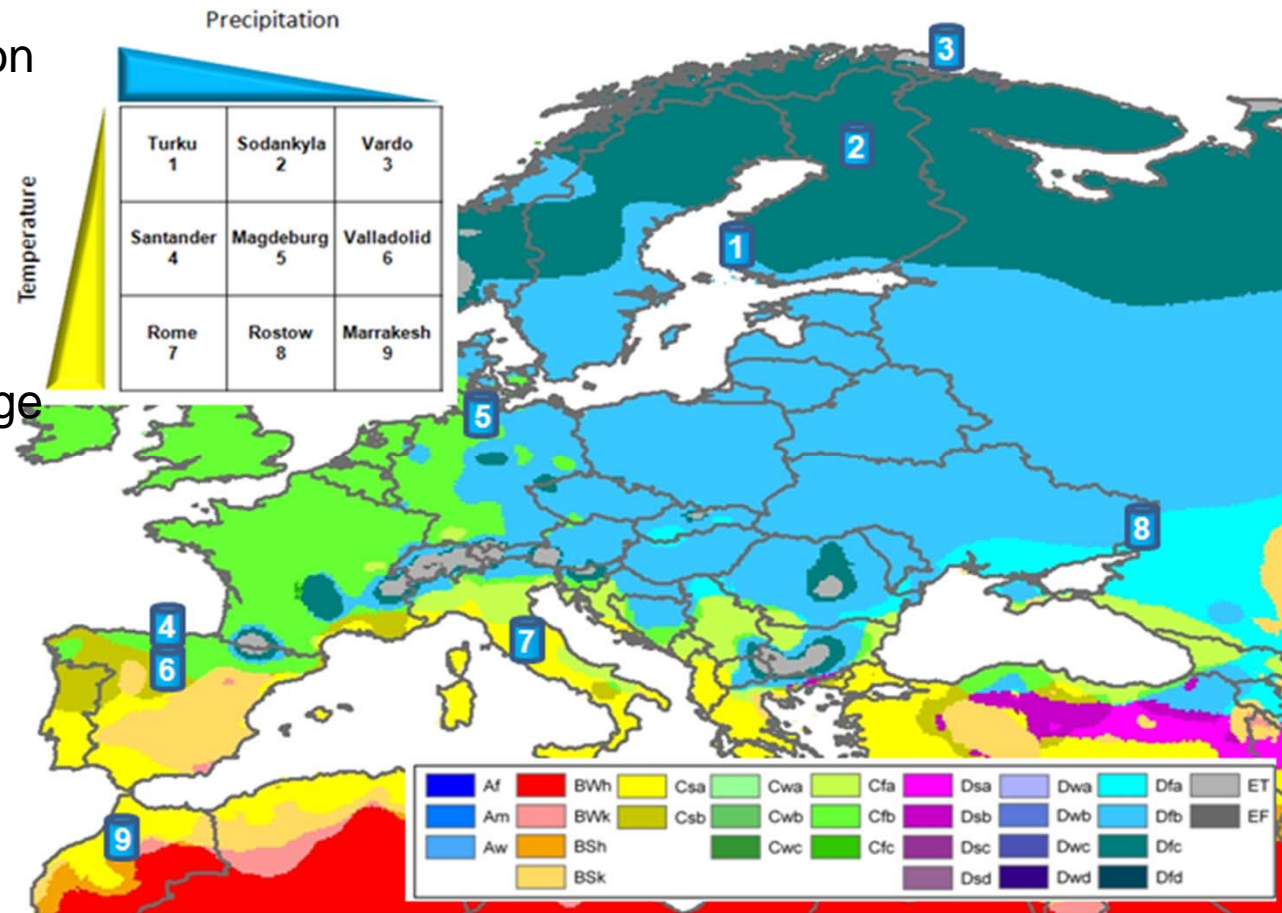 Precipitation
on
Temperature
Turku
1
Sodankyla
2
Vardo
3
Santander
4
Magdeburg
5
Valladolid
6
Rome
7
Rostow
8
Marrakesh
9
ge
3
2
1
5
8
4
7
6
9
Af BWh Csa Cwa Cfa Dsa Dwa Dfa ET
Am BWk Csb Cwb Cfb Dsb Dwb Dfb EF
Aw BSh Cwc Cfc Dsc Dwc Dfc
BSk Dsd Dwd Dfd